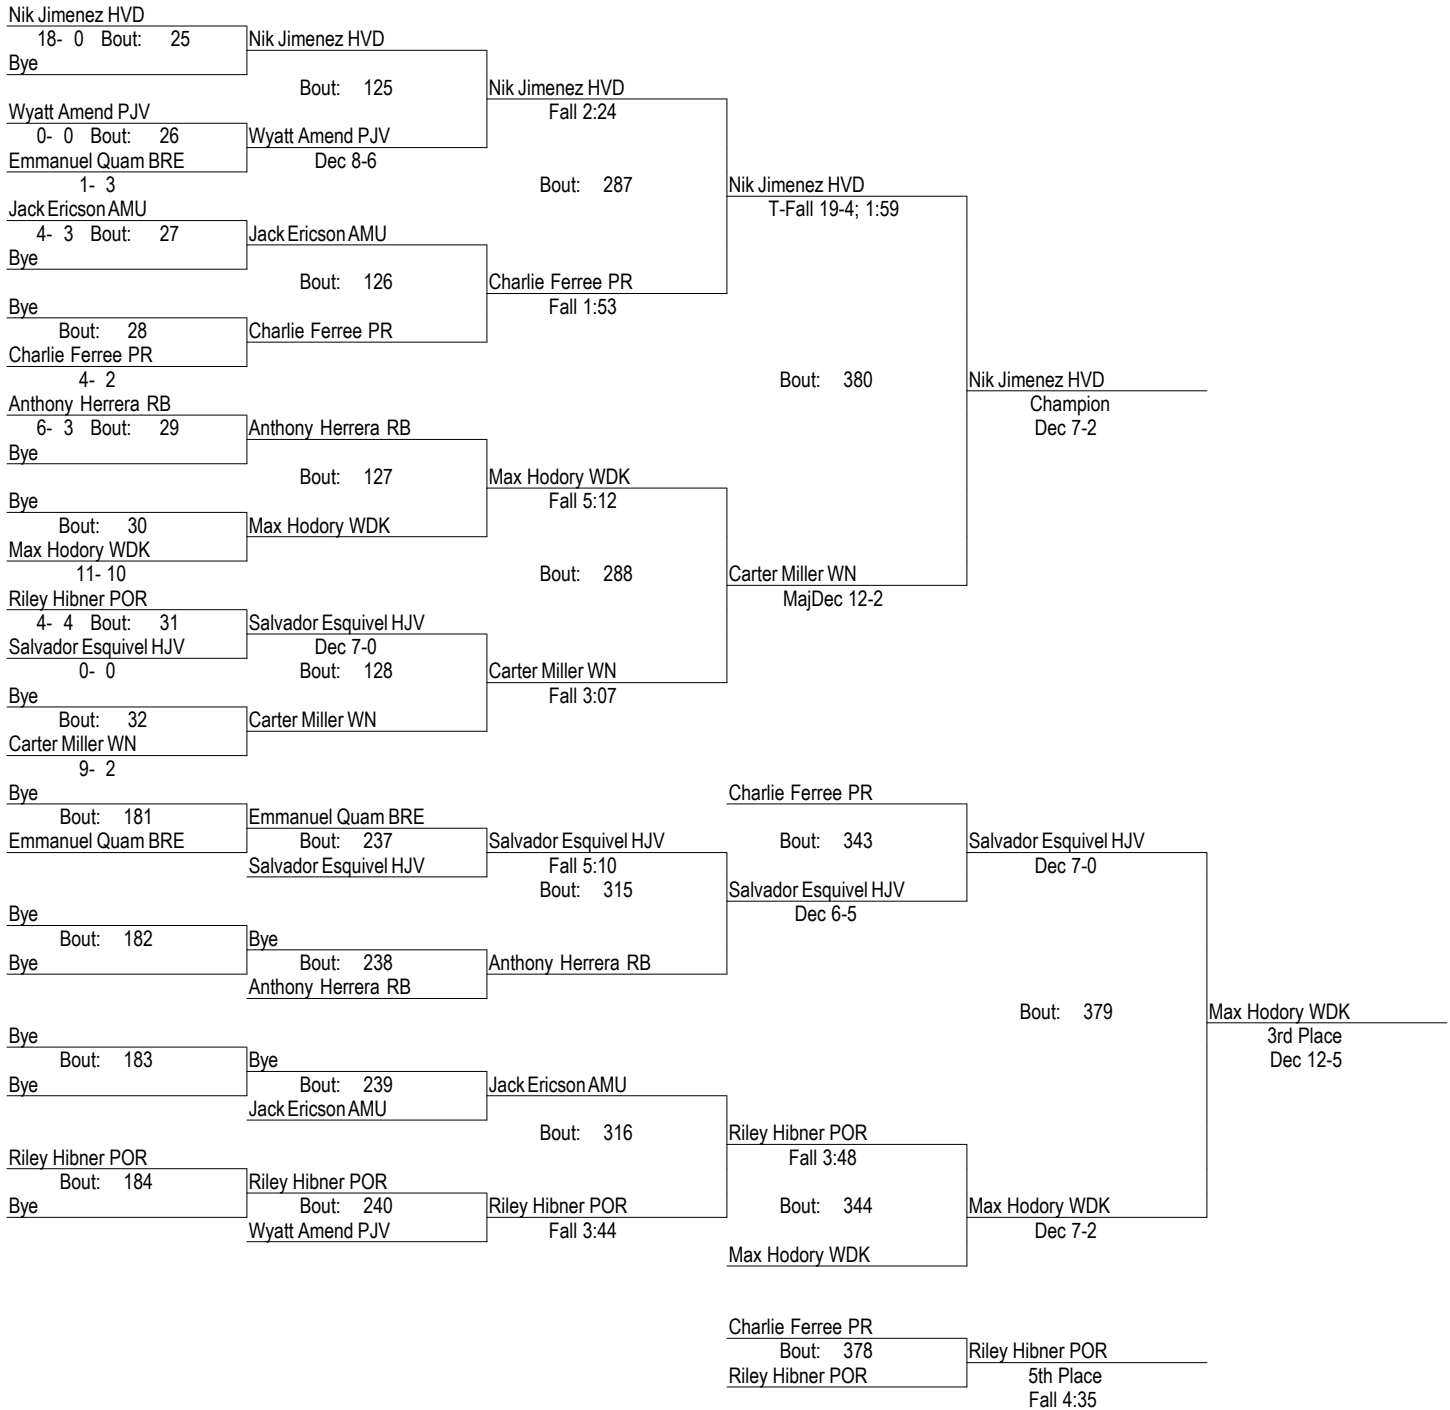 Nik Jimenez HVD
18- 0 Bout: 25
Bye
Nik Jimenez HVD
Bout: 125
Wyatt Amend PJV
0- 0 Bout: 26
Emmanuel Quam BRE
1- 3
Wyatt Amend PJV
Dec 8-6
Nik Jimenez HVD
Fall 2:24
Bout: 287
Jack Ericson AMU
4- 3 Bout: 27
Bye
Jack Ericson AMU
Bout: 126
Bye
Bout: 28
Charlie Ferree PR
4- 2
Charlie Ferree PR
Charlie Ferree PR
Fall 1:53
Nik Jimenez HVD
T-Fall 19-4; 1:59
Bout: 380
Anthony Herrera RB
6- 3 Bout: 29
Bye
Anthony Herrera RB
Bout: 127
Bye
Bout: 30
Max Hodory WDK
11- 10
Max Hodory WDK
Max Hodory WDK
Fall 5:12
Bout: 288
Riley Hibner POR
4- 4 Bout: 31
Salvador Esquivel HJV
0- 0
Salvador Esquivel HJV
Dec 7-0
Bout: 128
Bye
Bout: 32
Carter Miller WN
9- 2
Carter Miller WN
Carter Miller WN
Fall 3:07
Carter Miller WN
MajDec 12-2
Nik Jimenez HVD
Champion
Dec 7-2
Bye
Bout: 181
Emmanuel Quam BRE
Emmanuel Quam BRE
Bout: 237
Salvador Esquivel HJV
Salvador Esquivel HJV
Fall 5:10
Bout: 315
Bye
Bout: 182
Bye
Bye
Bout: 238
Anthony Herrera RB
Anthony Herrera RB
Charlie Ferree PR
Bout: 343
Salvador Esquivel HJV
Dec 6-5
Salvador Esquivel HJV
Dec 7-0
Bout: 379
Bye
Bout: 183
Bye
Bye
Bout: 239
Jack Ericson AMU
Jack Ericson AMU
Bout: 316
Riley Hibner POR
Bout: 184
Bye
Riley Hibner POR
Bout: 240
Wyatt Amend PJV
Riley Hibner POR
Fall 3:44
Riley Hibner POR
Fall 3:48
Bout: 344
Max Hodory WDK
Max Hodory WDK
Dec 7-2
Max Hodory WDK
3rd Place
Dec 12-5
Charlie Ferree PR
Bout: 378
Riley Hibner POR
Riley Hibner POR
5th Place
Fall 4:35